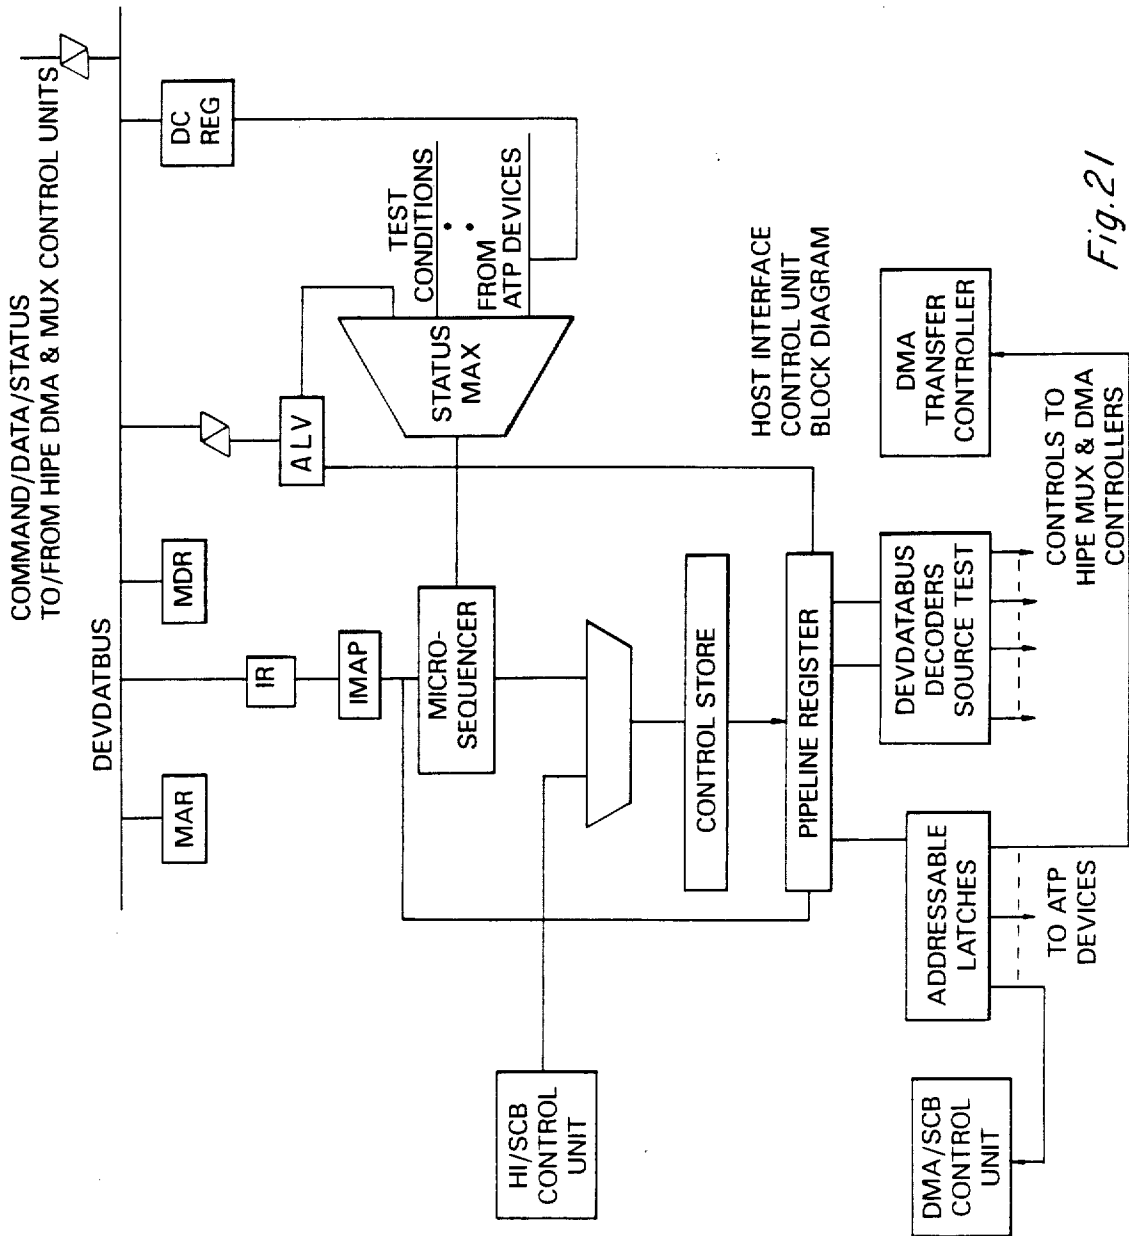 COMMAND/DATA/STATUS
TO/FROM HIPE DMA & MUX CONTROL UNITS
DEVDATBUS
MAR
MDR
DC
REG
IR
IMAP
ALV
TEST
CONDITIONS
FROM
ATP DEVICES
STATUS
MAX
MICRO-
SEQUENCER
HI/SCB
CONTROL
UNIT
CONTROL STORE
PIPELINE REGISTER
HOST INTERFACE
CONTROL UNIT
BLOCK DIAGRAM
DMA/SCB
CONTROL
UNIT
ADDRESSABLE
LATCHES
DEVDATABUS
DECODERS
SOURCE TEST
DMA
TRANSFER
CONTROLLER
TO ATP
DEVICES
CONTROLS TO
HIPE MUX & DMA
CONTROLLERS
Fig.21